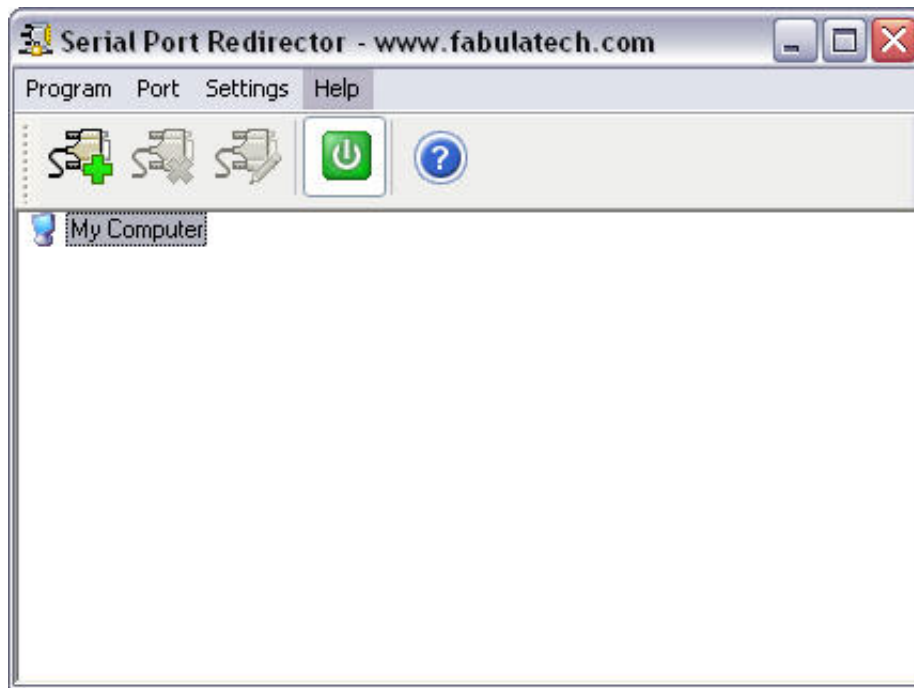 Serial Port Redirector - www.fabulatech.com
Program Port Settings Help
My Computer